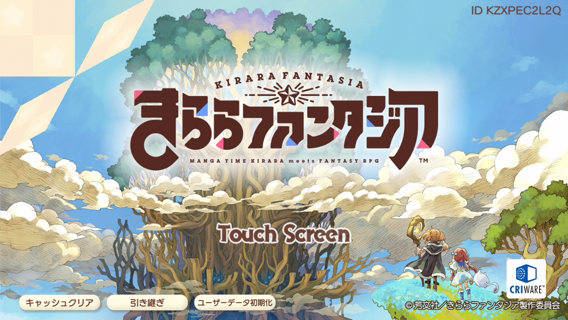 ID KZXPEC2L2Q
KIRARA FANTASIA
きららファンタジア
MANGA TIME KIRARA meets FANTASY RPG
TM
Touch Screen
CRIWARE
キャッシュクリア
引き継ぎ
ユーザーデータ初期化
©芳文社／きららファンタジア製作委員会